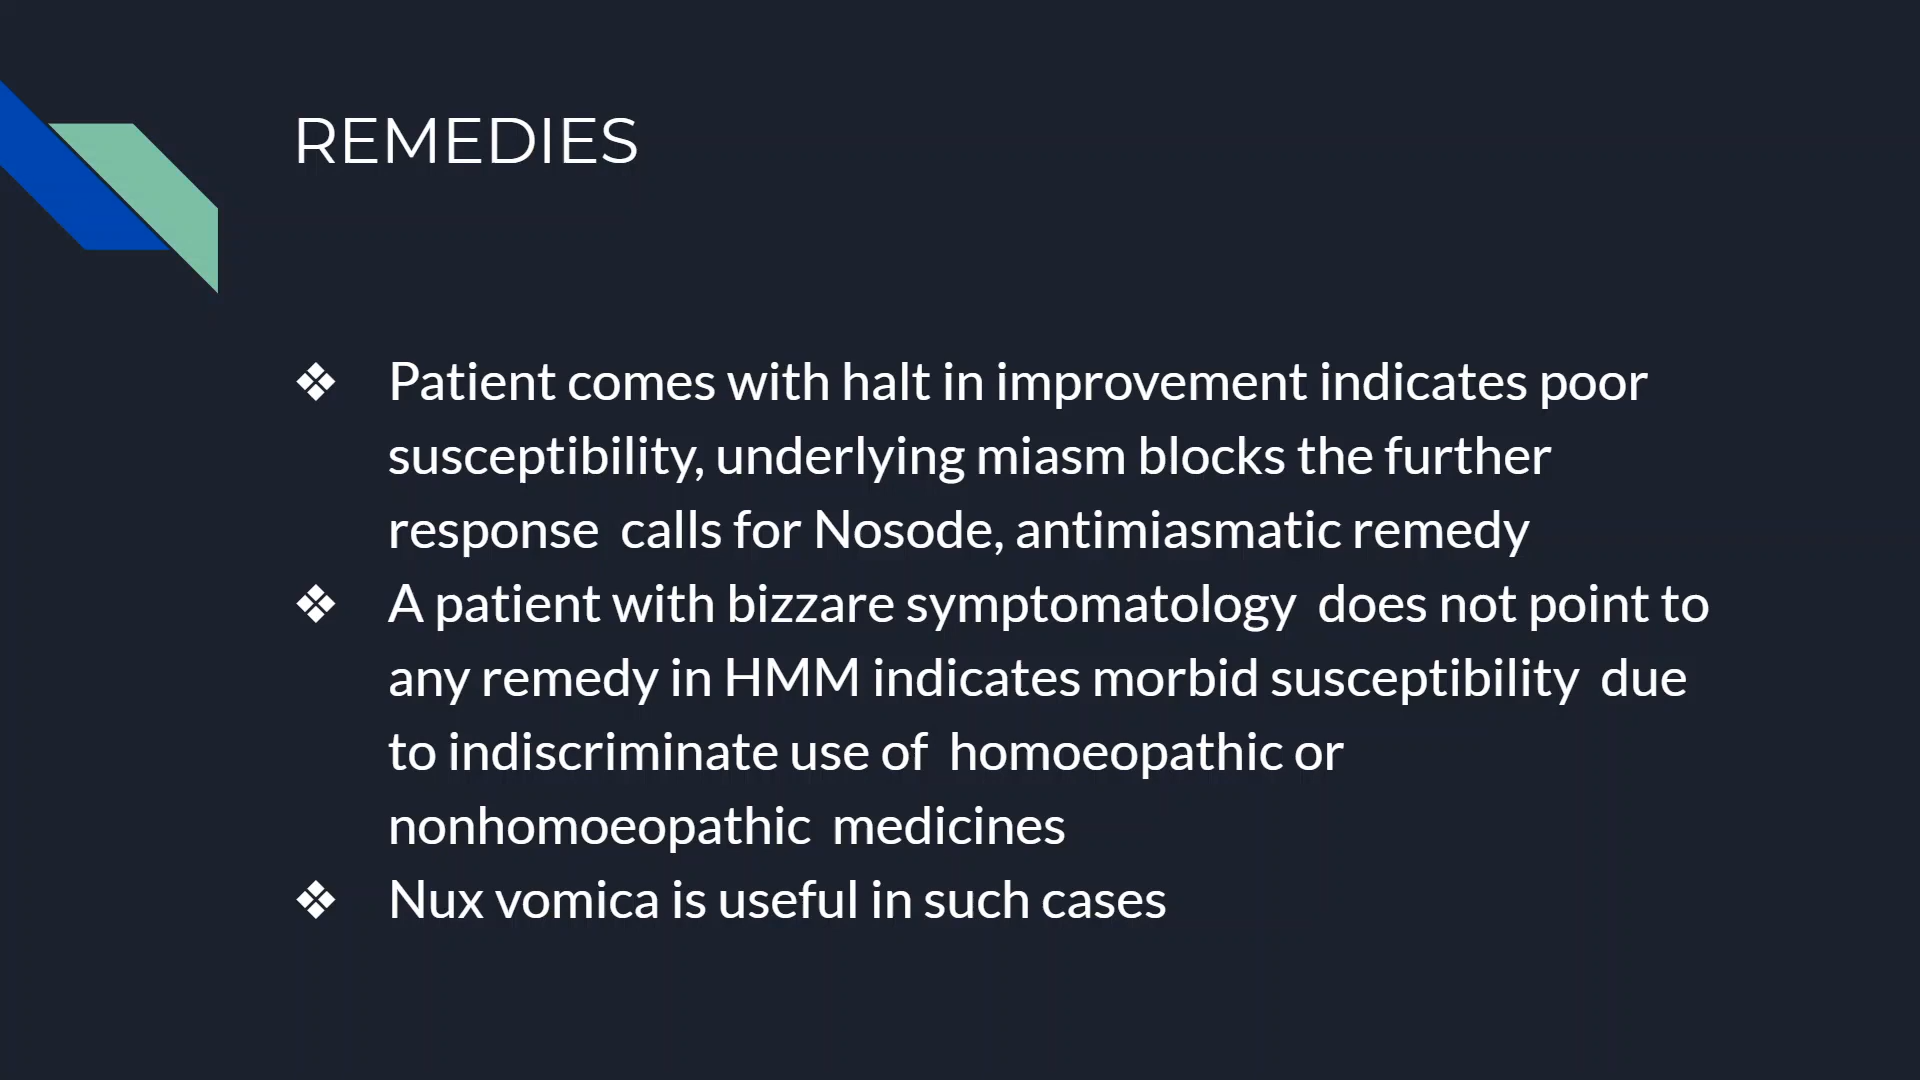 REMEDIES
❖ Patient comes with halt in improvement indicates poor
susceptibility, underlying miasm blocks the further
response calls for Nosode, antimiasmatic remedy
❖ A patient with bizzare symptomatology does not point to
any remedy in HMM indicates morbid susceptibility due
to indiscriminate use of homoeopathic or
nonhomoeopathic medicines
❖ Nux vomica is useful in such cases